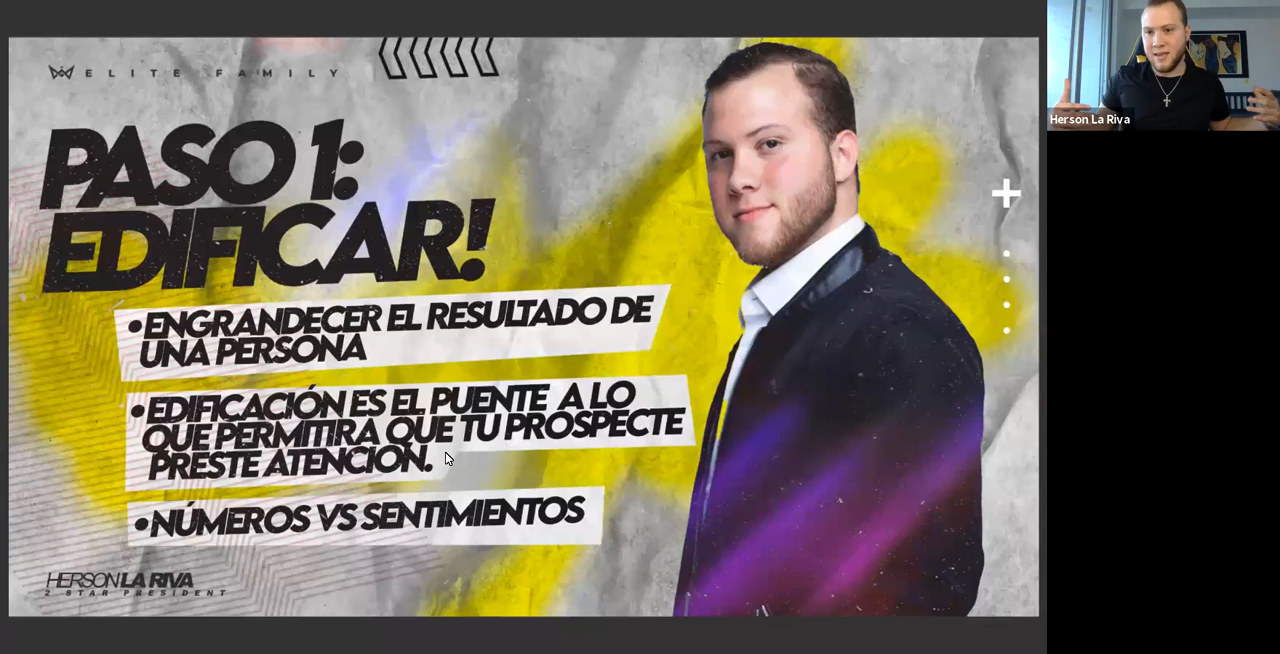 ELITE FAMILY
PASO 1:
EDIFICAR!
•ENGRANDECER EL RESULTADO DE
UNA PERSONA
•EDIFICACIÓN ES EL PUENTE A LO
QUE PERMITIRA QUE TU PROSPECTE
PRESTE ATENCION.
•NÚMEROS VS SENTIMIENTOS
HERSON LA RIVA
2 STAR PRESIDENT
Herson La Riva